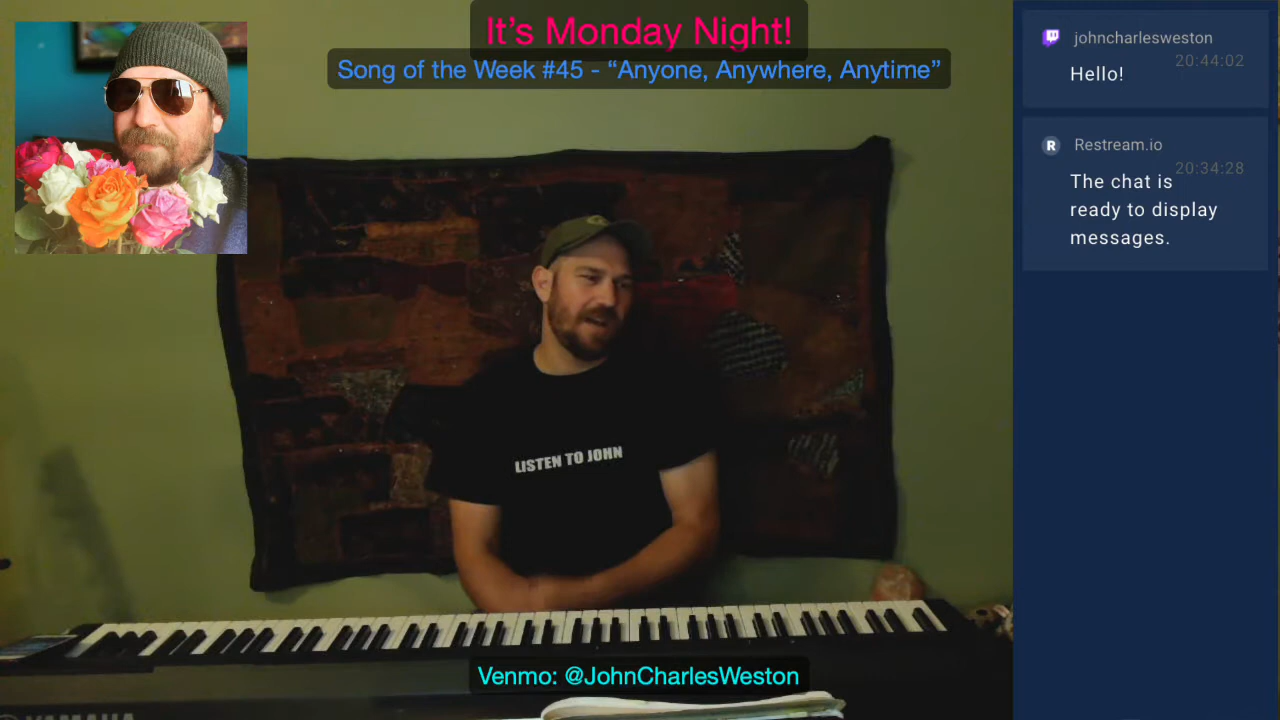 It's Monday Night!
Song of the Week #45 - “Anyone, Anywhere, Anytime”
johncharlesweston
20:44:02
Hello!
R Restream.io
20:34:28
The chat is
ready to display
messages.
LISTEN TO JOHN
Venmo: @JohnCharlesWeston
YAMAHA